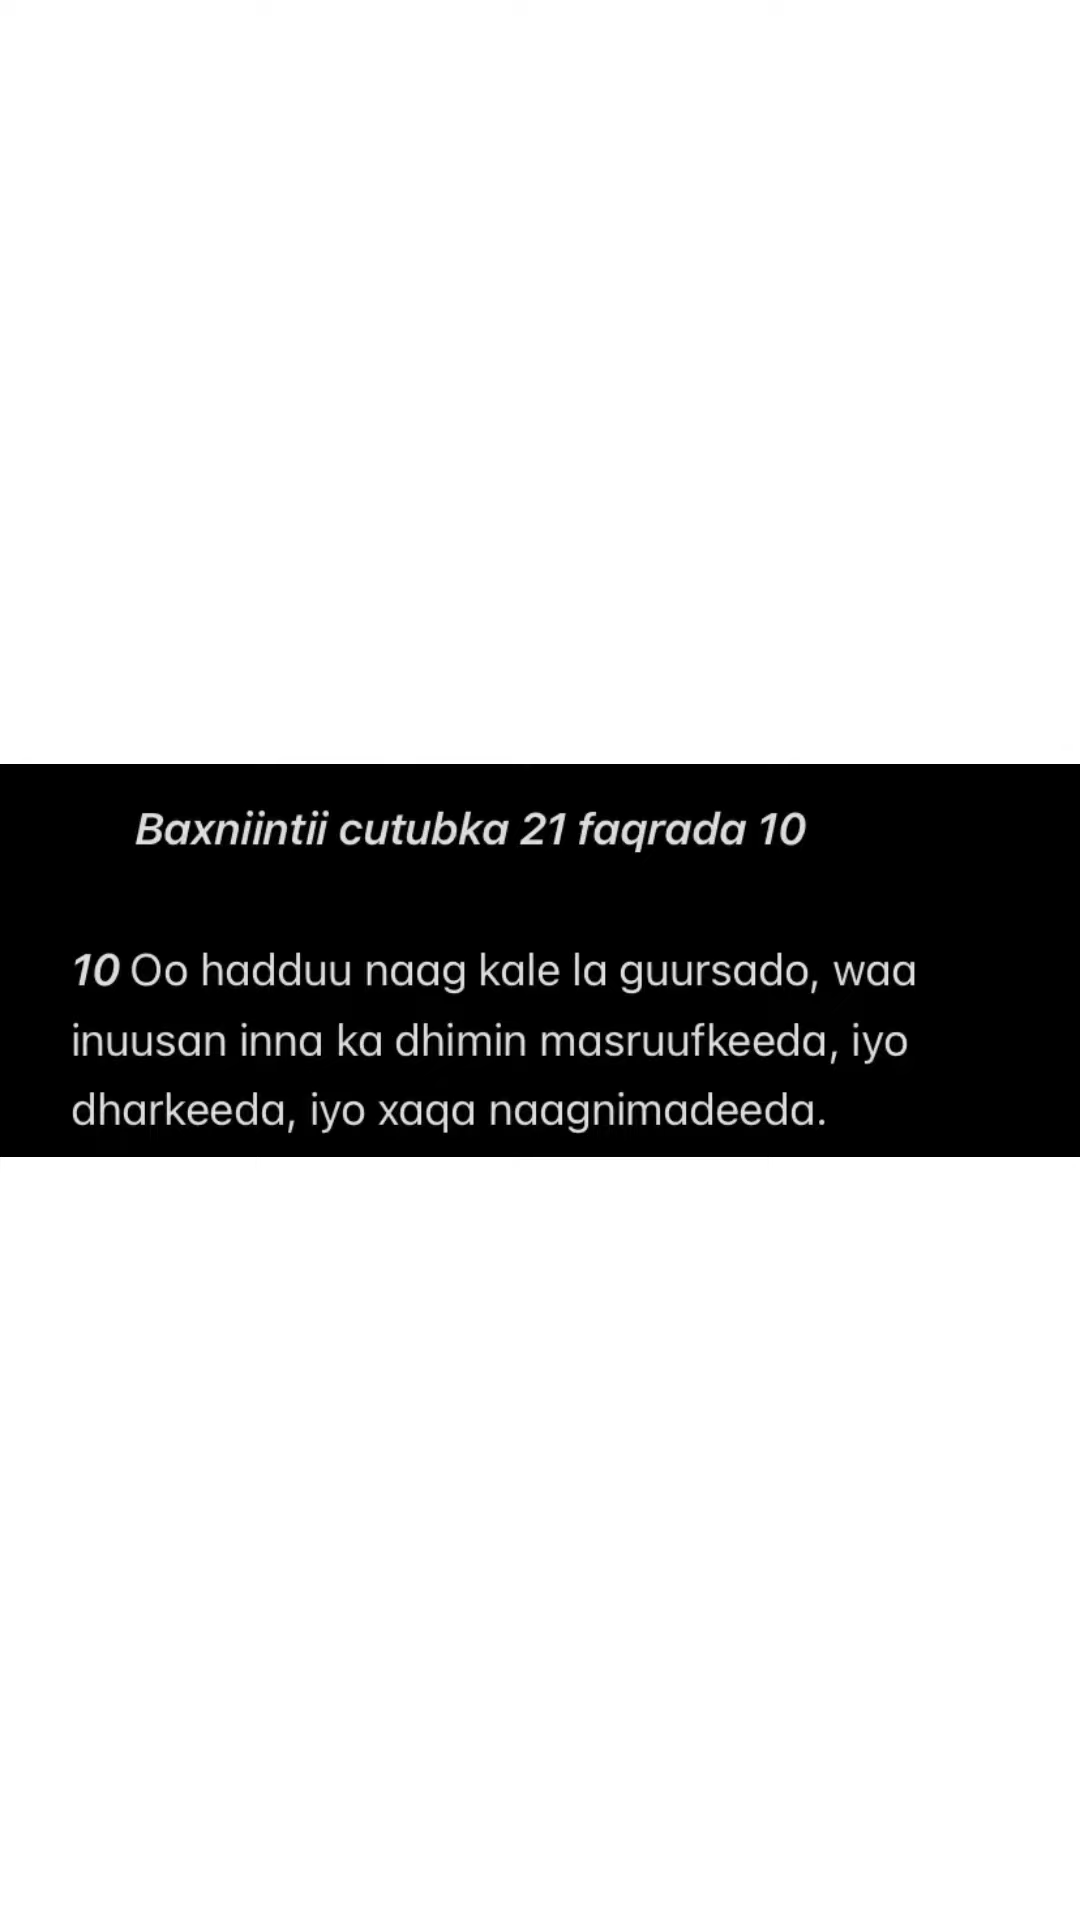 Baxniintii cutubka 21 faqrada 10
10 Oo hadduu naag kale la guursado, waa
inuusan inna ka dhimin masruufkeeda, iyo
dharkeeda, iyo xaqa naagnimadeeda.